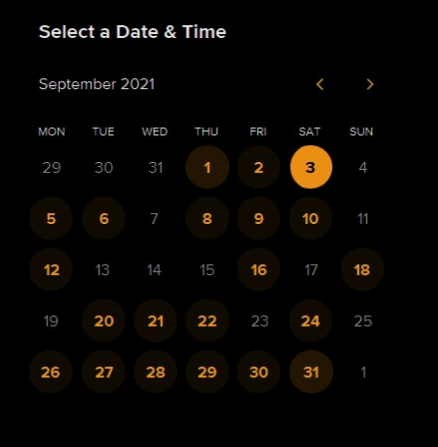 Select a Date & Time
September 2021
MON TUE WED THU FRI SAT SUN
29 30 31 1 2 3 4
5 6 7 8 9 10 11
12 13 14 15 16 17 18
19 20 21 22 23 24 25
26 27 28 29 30 31 1